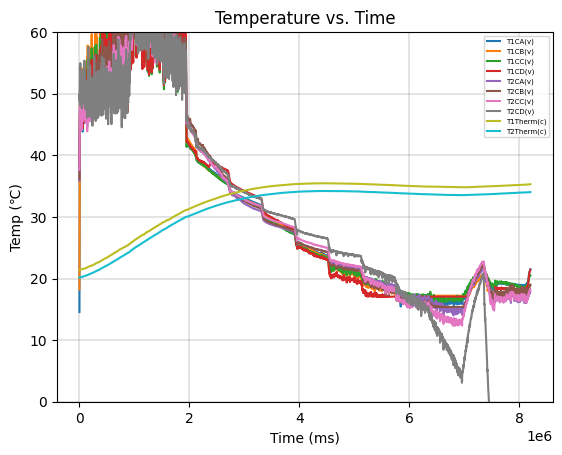 Temperature vs. Time
60
50
40
30
20
10
0
Temp (°C)
T1CA(v)
T1CB(v)
T1CC(v)
T1CD(v)
T2CA(v)
T2CB(v)
T2CC(v)
T2CD(v)
T1Therm(c)
T2Therm(c)
0 2 4 6 8
1e6
Time (ms)